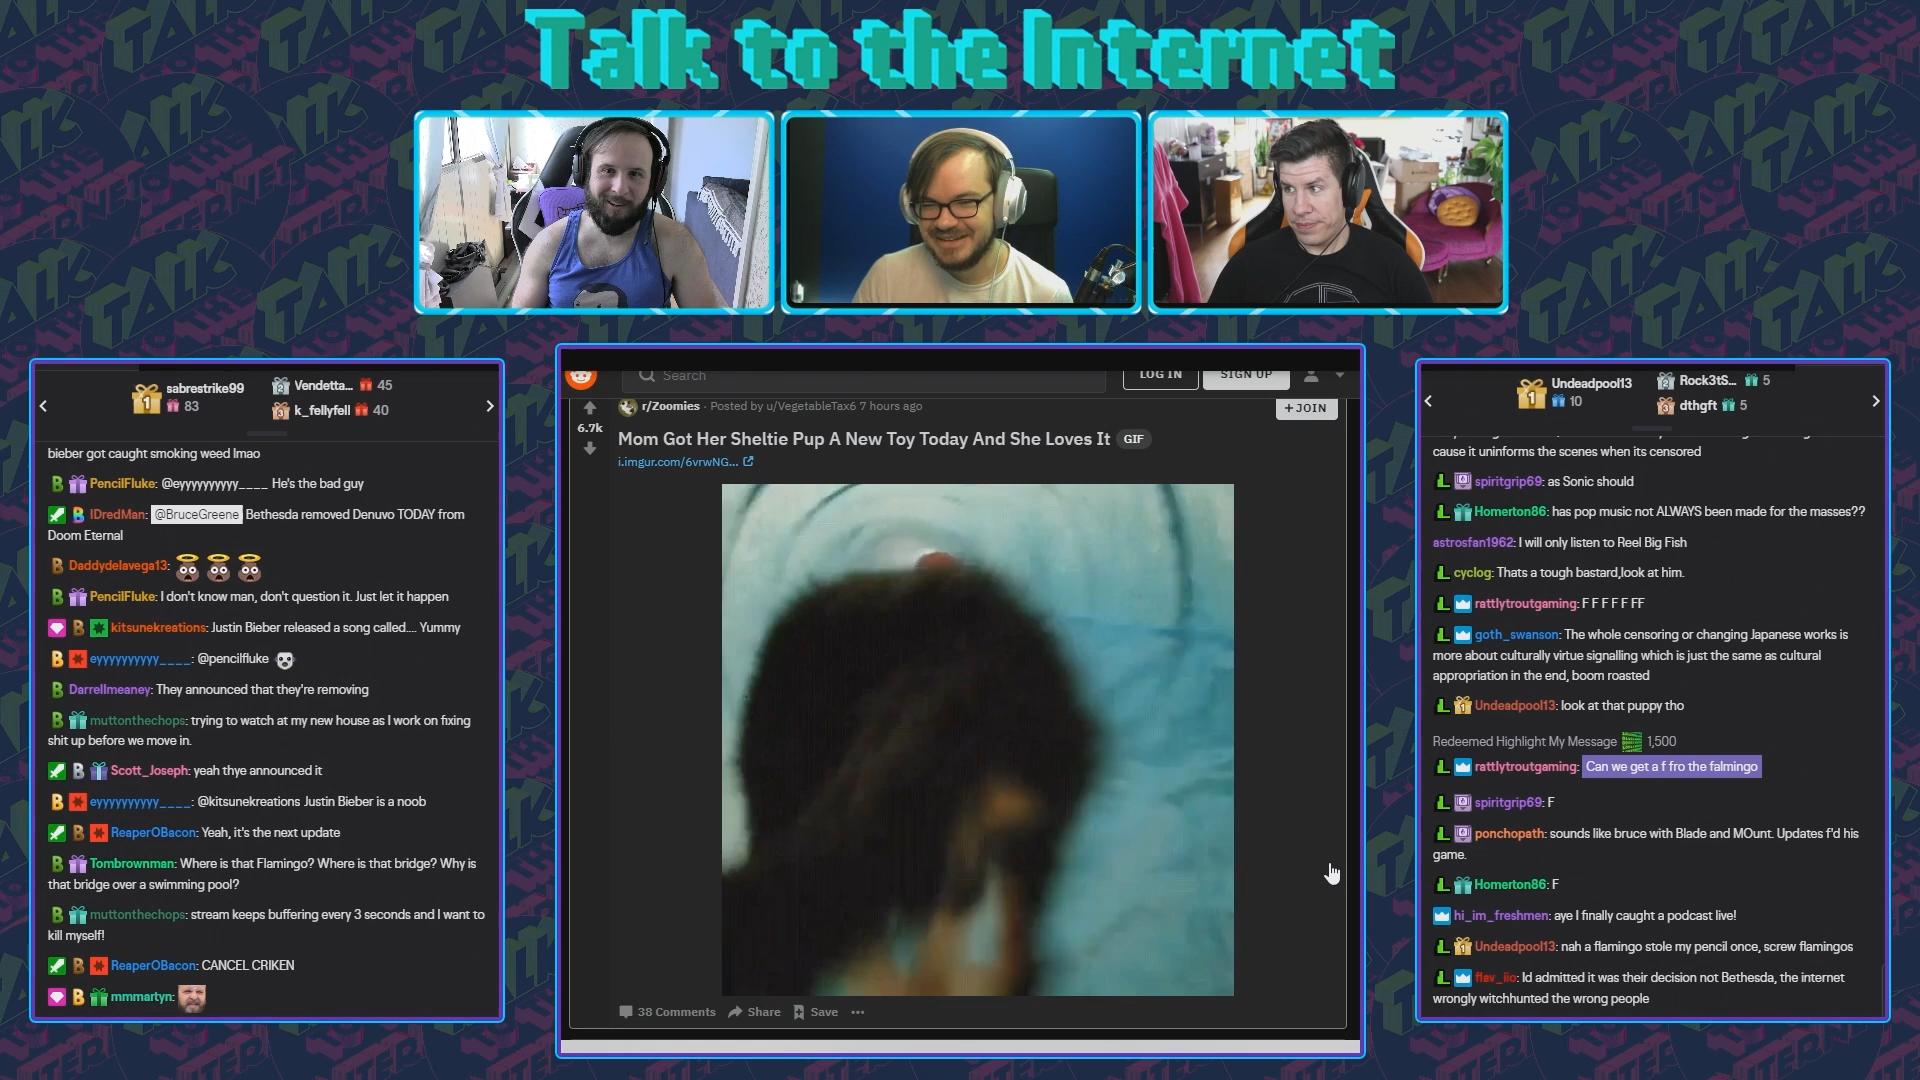 Talk to the Internet
sabrestrike99
83
Vendetta... 45
k_fellyfell 40
bieber got caught smoking weed lmao
PencilFluke: @eyyyyyyyyyy____ He's the bad guy
IDredMan: @BruceGreene Bethesda removed Denuvo TODAY from
Doom Eternal
Daddydelavega13:
PencilFluke: I don't know man, don't question it. Just let it happen
kitsunekreations: Justin Bieber released a song called.... Yummy
eyyyyyyyyyy____: @pencilfluke
Darrellmeaney: They announced that they're removing
muttonthechops: trying to watch at my new house as I work on fixing
shit up before we move in.
Scott_Joseph: yeah thye announced it
eyyyyyyyyyy____: @kitsunekreations Justin Bieber is a noob
ReaperOBacon: Yeah, it's the next update
Tombrownman: Where is that Flamingo? Where is that bridge? Why is
that bridge over a swimming pool?
muttonthechops: stream keeps buffering every 3 seconds and I want to
kill myself!
ReaperOBacon: CANCEL CRIKEN
mmmartyn:
Search
LOG IN
SIGN UP
r/Zoomies · Posted by u/VegetableTax6 7 hours ago
+ JOIN
6.7k
Mom Got Her Sheltie Pup A New Toy Today And She Loves It GIF
i.imgur.com/6vrwNG...
38 Comments Share Save ...
Undeadpool13
10
Rock3tS... 5
dthgft 5
cause it uninforms the scenes when its censored
spiritgrip69: as Sonic should
Homerton86: has pop music not ALWAYS been made for the masses??
astrosfan1962: I will only listen to Reel Big Fish
cyclog: Thats a tough bastard,look at him.
rattlytroutgaming: F F F F F FF
goth_swanson: The whole censoring or changing Japanese works is
more about culturally virtue signalling which is just the same as cultural
appropriation in the end, boom roasted
Undeadpool13: look at that puppy tho
Redeemed Highlight My Message 1,500
rattlytroutgaming: Can we get a f fro the falmingo
spiritgrip69: F
ponchopath: sounds like bruce with Blade and MOunt. Updates f'd his
game.
Homerton86: F
hi_im_freshmen: aye I finally caught a podcast live!
Undeadpool13: nah a flamingo stole my pencil once, screw flamingos
flav_iio: Id admitted it was their decision not Bethesda, the internet
wrongly witchhunted the wrong people